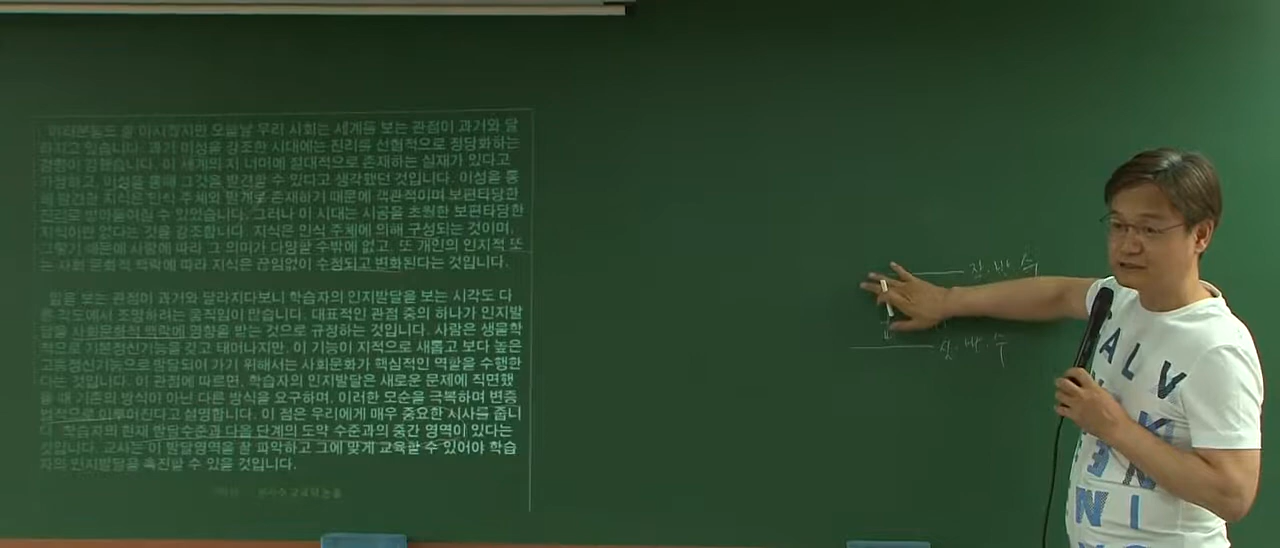 오늘날 우리 사회는 세계를 보는 관점이 과거와 달
라지고 있습니다. 과거 이성을 강조한 시대에는 진리를 선험적으로 정당화하는
경향이 강했습니다. 이 세계의 저 너머에 절대적으로 존재하는 실재가 있다고
가정하고, 이성을 통해 그것을 발견할 수 있다고 생각했던 것입니다. 이성을 통
해 발견한 지식은 인식 주체와 별개로 존재하기 때문에 객관적이며 보편타당한
진리로 받아들여질 수 있었습니다. 그러나 이 시대는 시공을 초월한 보편타당한
지식이란 없다는 것을 강조합니다. 지식은 인식 주체에 의해 구성되는 것이며,
그렇기 때문에 사람에 따라 그 의미가 다양할 수밖에 없고, 또 개인의 인지적 또
는 사회 문화적 맥락에 따라 지식은 끊임없이 수정되고 변화된다는 것입니다.
앎을 보는 관점이 과거와 달라지다보니 학습자의 인지발달을 보는 시각도 다
른 각도에서 조망하려는 움직임이 많습니다. 대표적인 관점 중의 하나가 인지발
달을 사회문화적 맥락에 영향을 받는 것으로 규정하는 것입니다. 사람은 생물학
적으로 기본정신기능을 갖고 태어나지만, 이 기능이 지적으로 새롭고 보다 높은
고등정신기능으로 발달되어 가기 위해서는 사회문화가 핵심적인 역할을 수행한
다는 것입니다. 이 관점에 따르면, 학습자의 인지발달은 새로운 문제에 직면했
을 때 기존의 방식이 아닌 다른 방식을 요구하며, 이러한 모순을 극복하며 변증
법적으로 이루어진다고 설명합니다. 이 점은 우리에게 매우 중요한 시사를 줍니
다. 학습자의 현재 발달수준과 다음 단계의 도약 수준과의 중간 영역이 있다는
것입니다. 교사는 이 발달영역을 잘 파악하고 그에 맞게 교육할 수 있어야 학습
자의 인지발달을 촉진할 수 있을 것입니다.
잠·발·수
실·발·수
CALV